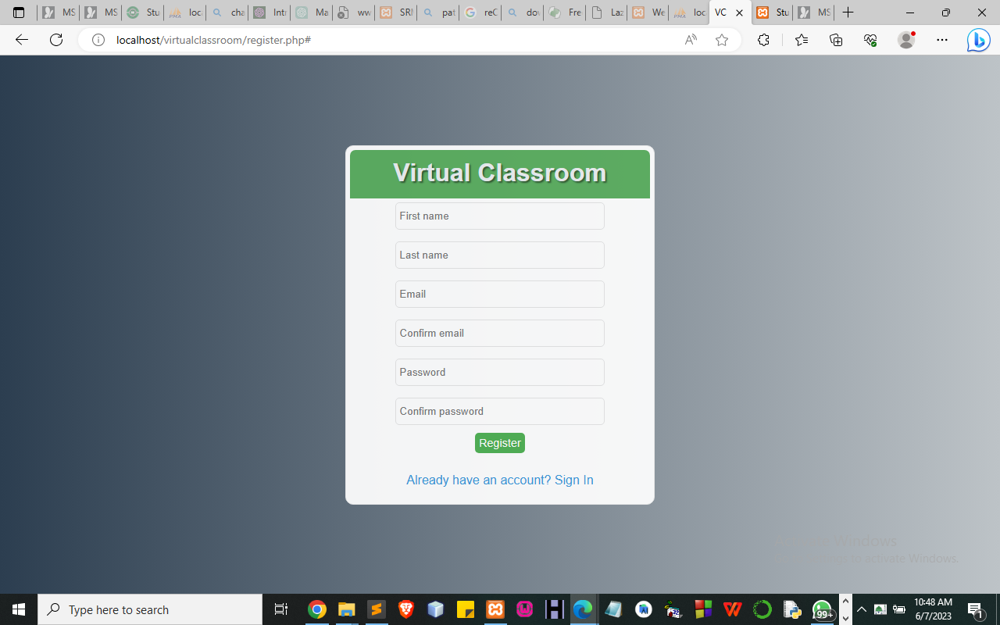 MS
MS
Stu
loc
cha
Intr
Ma
ww
SRM
pat
reC
dov
Fre
Laz
We
loc
VC
Stu
MS
localhost/virtualclassroom/register.php#
Virtual Classroom
First name
Last name
Email
Confirm email
Password
Confirm password
Register
Already have an account? Sign In
Windows
to activate Windows.
Type here to search
99+
10:48 AM
6/7/2023
1